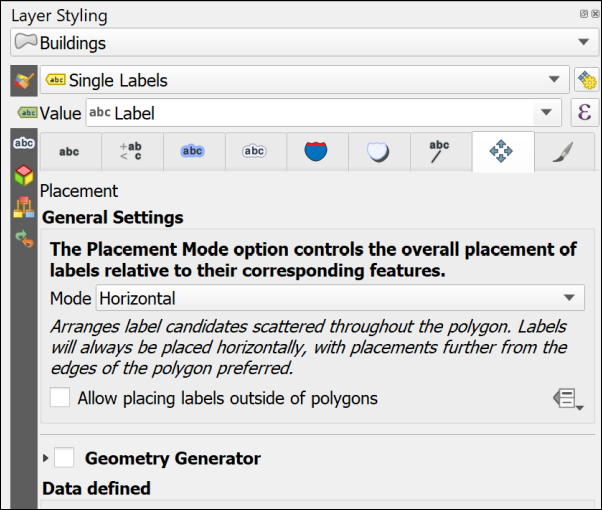 Layer Styling
Buildings
abc Single Labels
abc Value abc Label ε
abc
abc +ab < c abc abc abc
Placement
General Settings
The Placement Mode option controls the overall placement of
labels relative to their corresponding features.
Mode Horizontal
Arranges label candidates scattered throughout the polygon. Labels
will always be placed horizontally, with placements further from the
edges of the polygon preferred.
Allow placing labels outside of polygons
Geometry Generator
Data defined